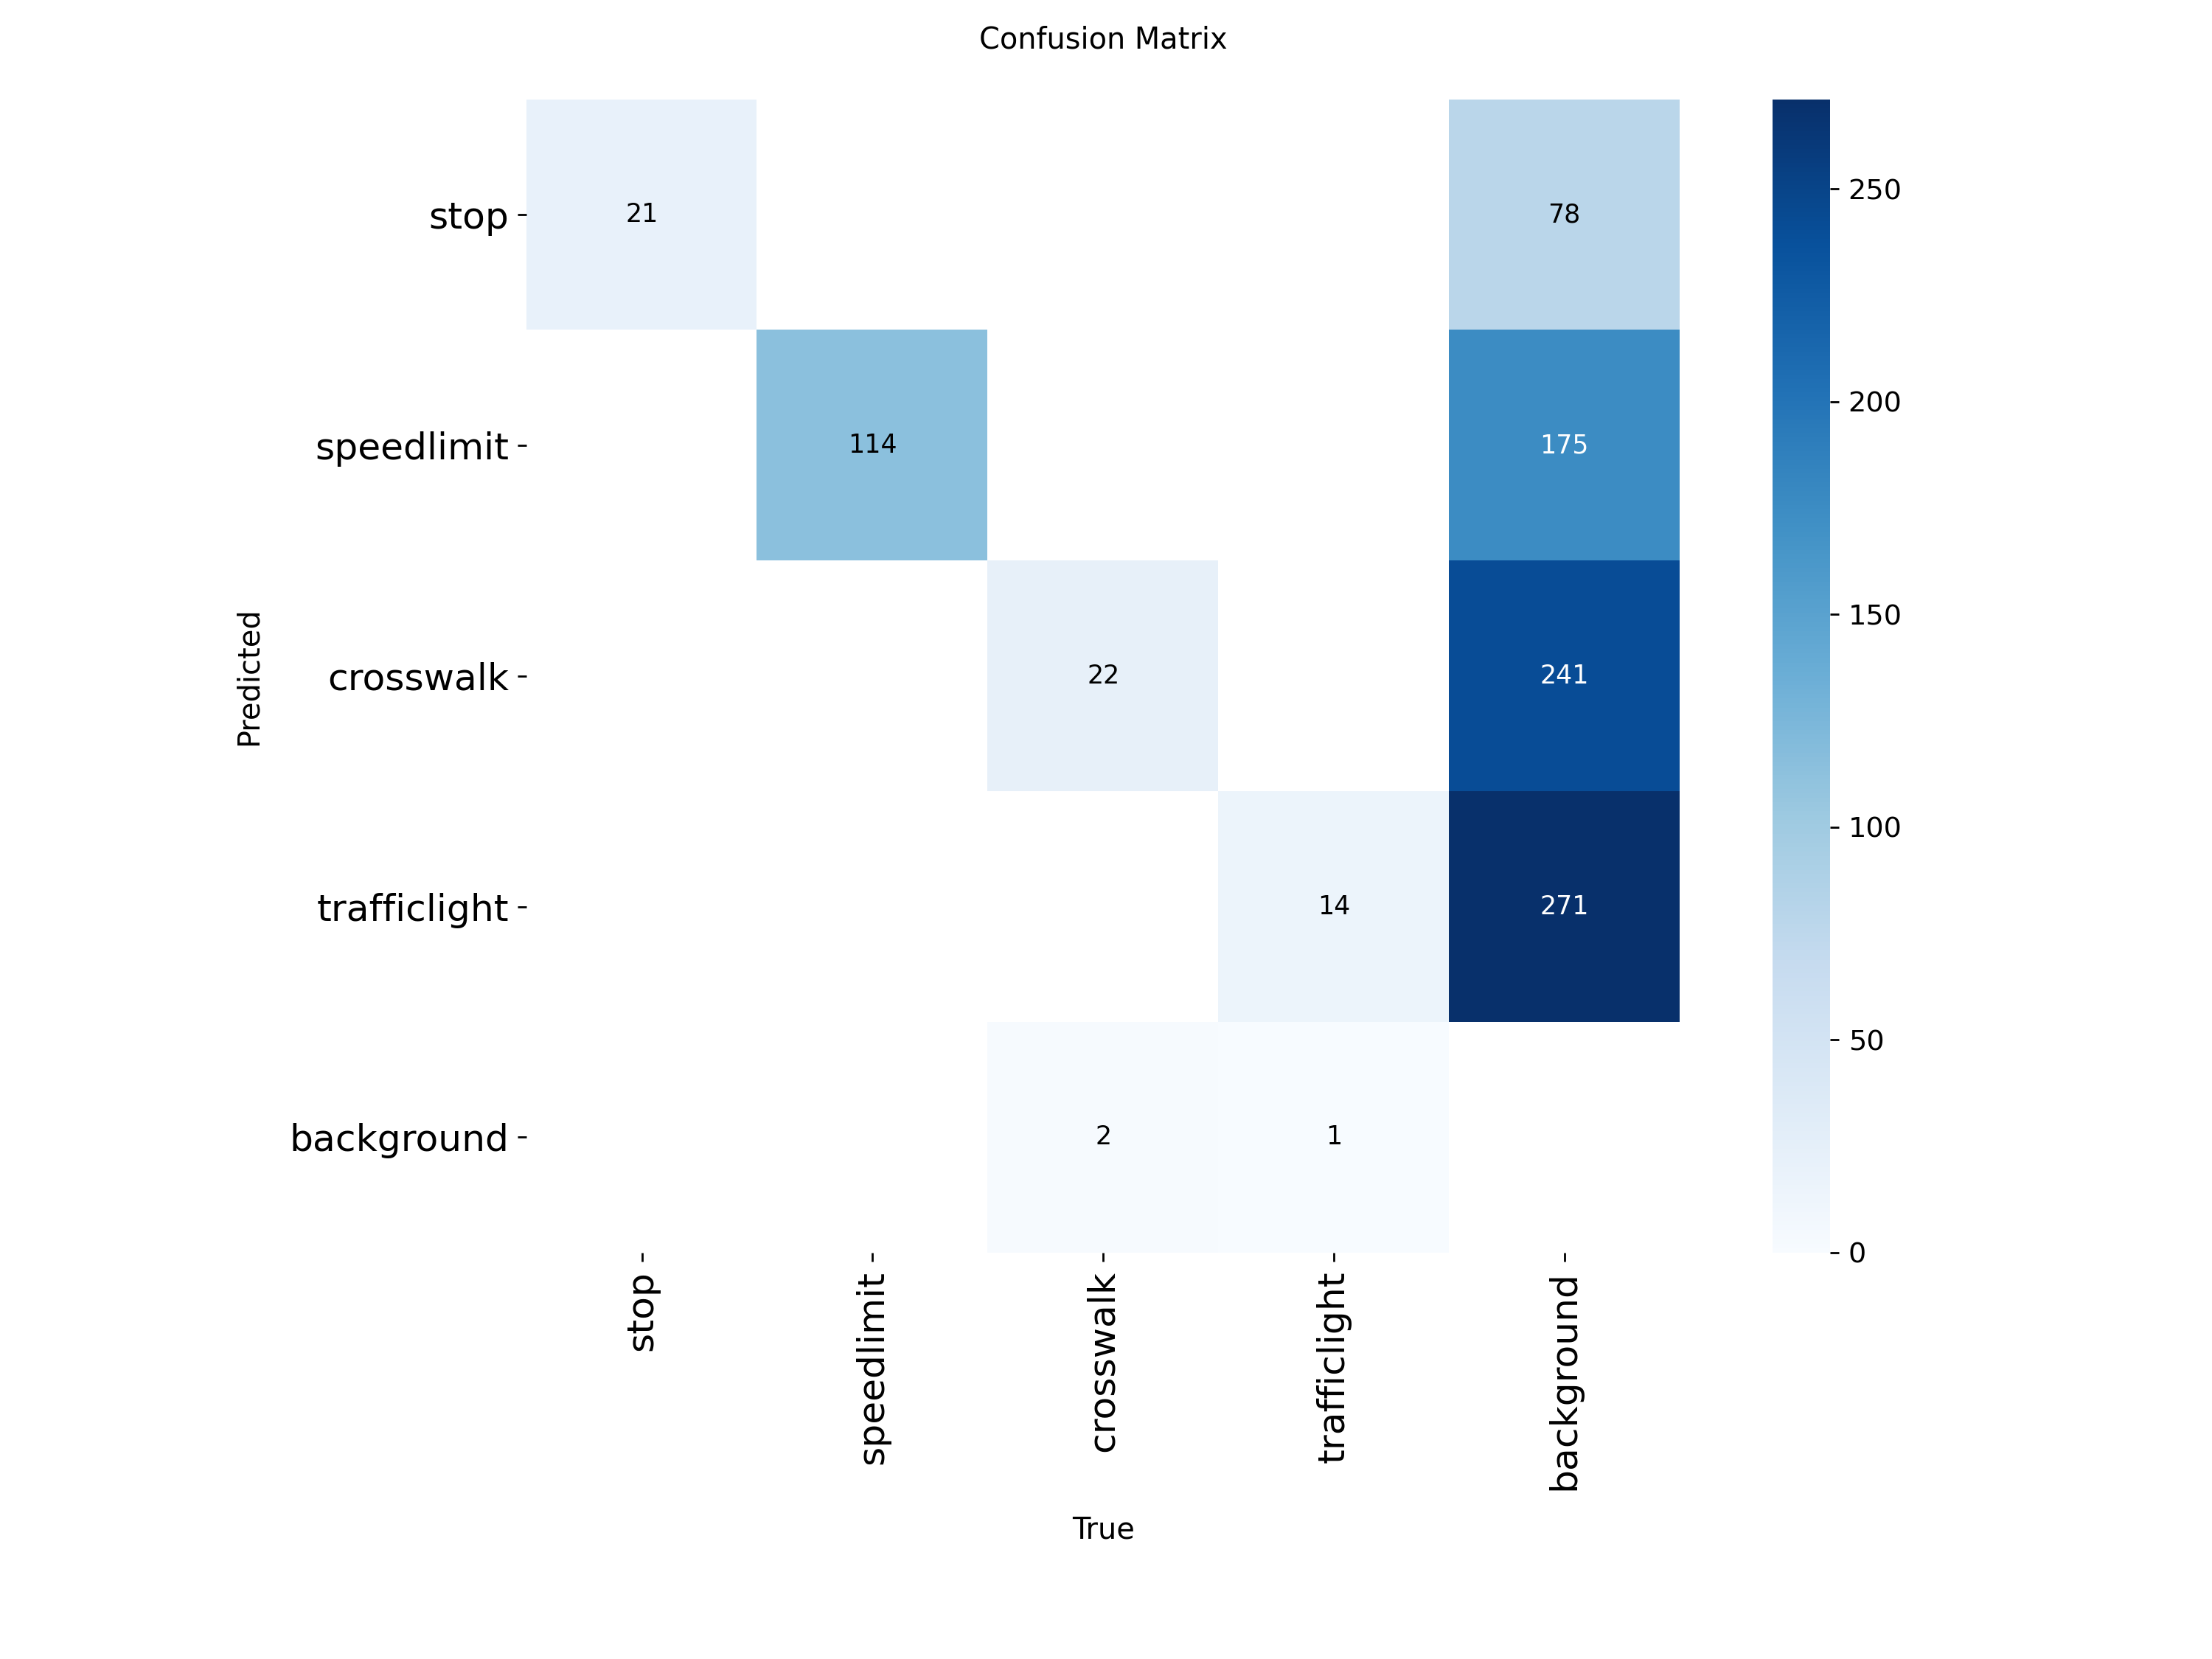 Confusion Matrix
stop
21
78
speedlimit
114
175
crosswalk
22
241
trafficlight
14
271
background
2
1
Predicted
stop
speedlimit
crosswalk
trafficlight
background
True
250
200
150
100
50
0